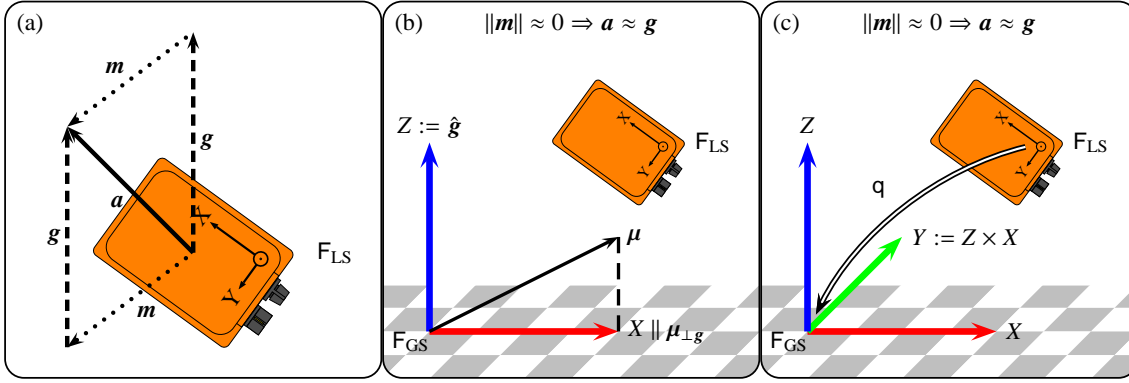 (a)
m
g
a
g
X
Y
F_LS
m
(b)
‖m‖ ≈ 0 ⇒ a ≈ g
Z := ĝ
X
Y
F_LS
μ
X ∥ μ_⊥g
F_GS
(c)
‖m‖ ≈ 0 ⇒ a ≈ g
Z
X
Y
F_LS
q
Y := Z × X
X
F_GS